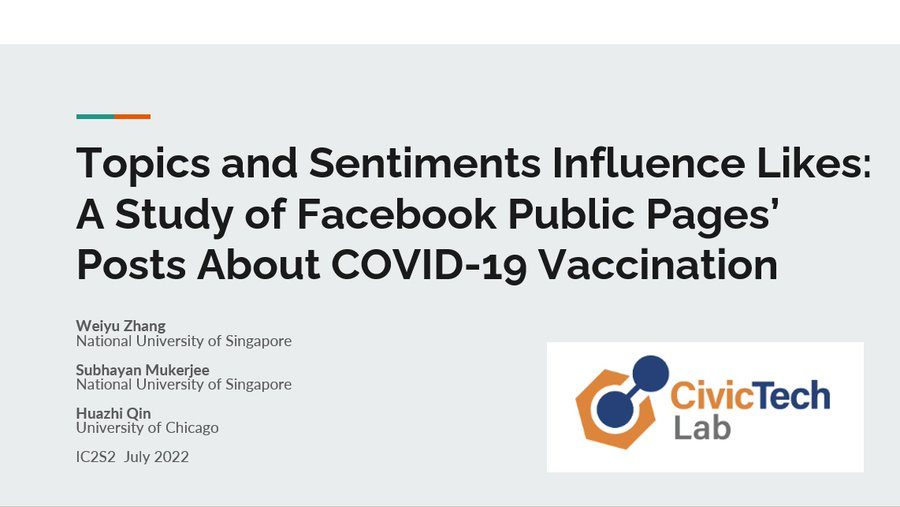 Topics and Sentiments Influence Likes:
A Study of Facebook Public Pages’
Posts About COVID-19 Vaccination
Weiyu Zhang
National University of Singapore
Subhayan Mukerjee
National University of Singapore
Huazhi Qin
University of Chicago
IC2S2 July 2022
CivicTech
Lab